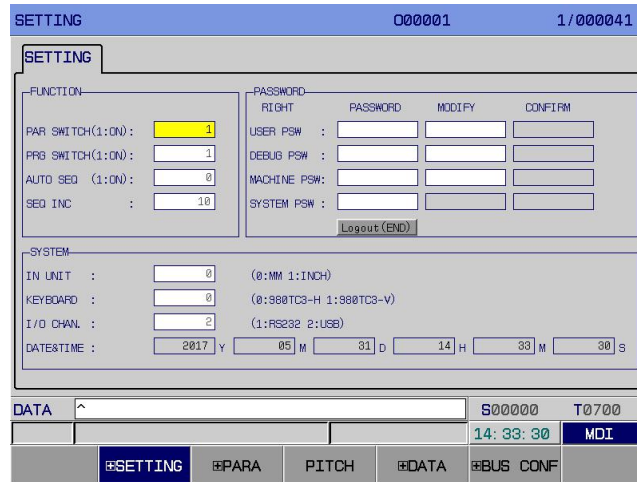 SETTING O00001 1/000041
SETTING
FUNCTION
PAR SWITCH(1:ON): 1
PRG SWITCH(1:ON): 1
AUTO SEQ (1:ON): 0
SEQ INC : 10
PASSWORD
RIGHT PASSWORD MODIFY CONFIRM
USER PSW :
DEBUG PSW :
MACHINE PSW:
SYSTEM PSW :
Logout(END)
SYSTEM
IN UNIT : 0 (0:MM 1:INCH)
KEYBOARD : 0 (0:980TC3-H 1:980TC3-V)
I/O CHAN. : 2 (1:RS232 2:USB)
DATE&TIME : 2017 Y 05 M 31 D 14 H 33 M 30 S
DATA ^ S00000 T0700
14:33:30 MDI
⊞SETTING ⊞PARA PITCH ⊞DATA ⊞BUS CONF